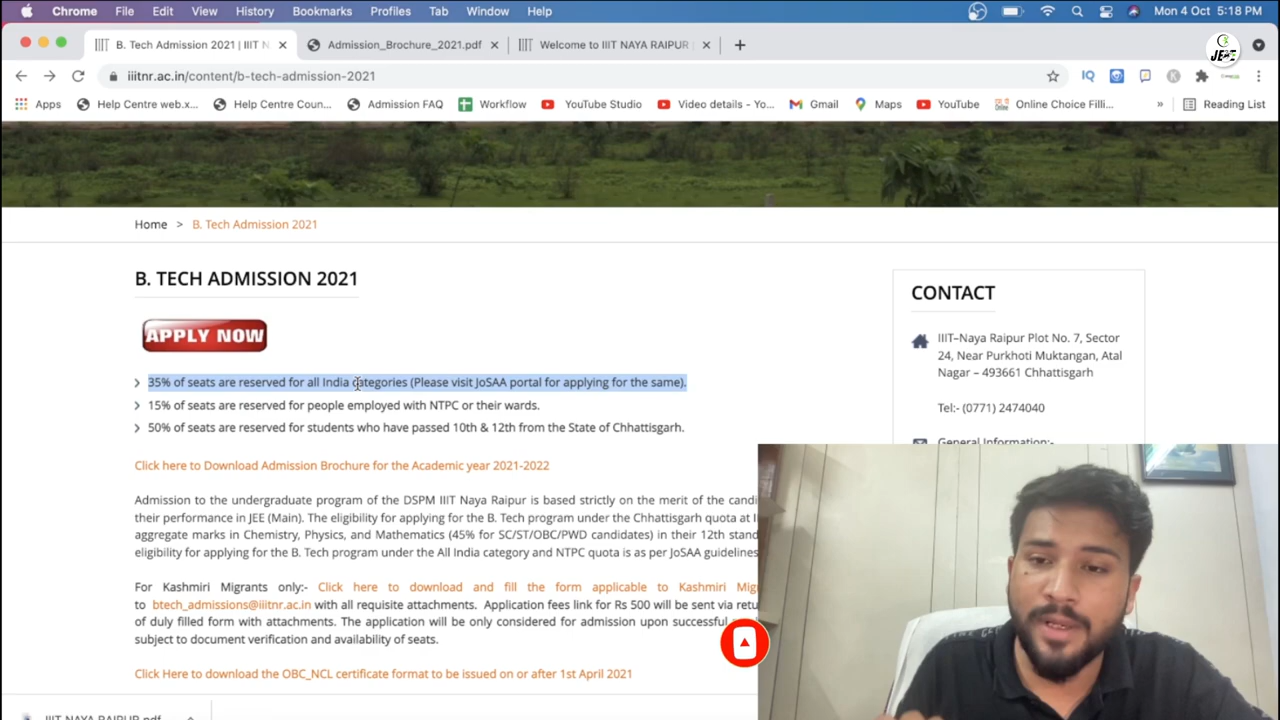 Chrome File Edit View History Bookmarks Profiles Tab Window Help Mon 4 Oct 5:18 PM
B. Tech Admission 2021 | IIIT N Admission_Brochure_2021.pdf Welcome to IIIT NAYA RAIPUR
JEE
iiitnr.ac.in/content/b-tech-admission-2021
Apps Help Centre web.x... Help Centre Coun... Admission FAQ Workflow YouTube Studio Video details - Yo... Gmail Maps YouTube Online Choice Filli... » Reading List
Home > B. Tech Admission 2021
B. TECH ADMISSION 2021
APPLY NOW
35% of seats are reserved for all India categories (Please visit JoSAA portal for applying for the same).
15% of seats are reserved for people employed with NTPC or their wards.
50% of seats are reserved for students who have passed 10th & 12th from the State of Chhattisgarh.
Click here to Download Admission Brochure for the Academic year 2021-2022
Admission to the undergraduate program of the DSPM IIIT Naya Raipur is based strictly on the merit of the candi
their performance in JEE (Main). The eligibility for applying for the B. Tech program under the Chhattisgarh quota at
aggregate marks in Chemistry, Physics, and Mathematics (45% for SC/ST/OBC/PWD candidates) in their 12th stand
eligibility for applying for the B. Tech program under the All India category and NTPC quota is as per JoSAA guidelines
For Kashmiri Migrants only:- Click here to download and fill the form applicable to Kashmiri Mig
to btech_admissions@iiitnr.ac.in with all requisite attachments. Application fees link for Rs 500 will be sent via retu
of duly filled form with attachments. The application will be only considered for admission upon successful
subject to document verification and availability of seats.
Click Here to download the OBC_NCL certificate format to be issued on or after 1st April 2021
CONTACT
IIIT–Naya Raipur Plot No. 7, Sector
24, Near Purkhoti Muktangan, Atal
Nagar – 493661 Chhattisgarh
Tel:- (0771) 2474040
General Information:-
IIIT NAYA RAIPUR.pdf